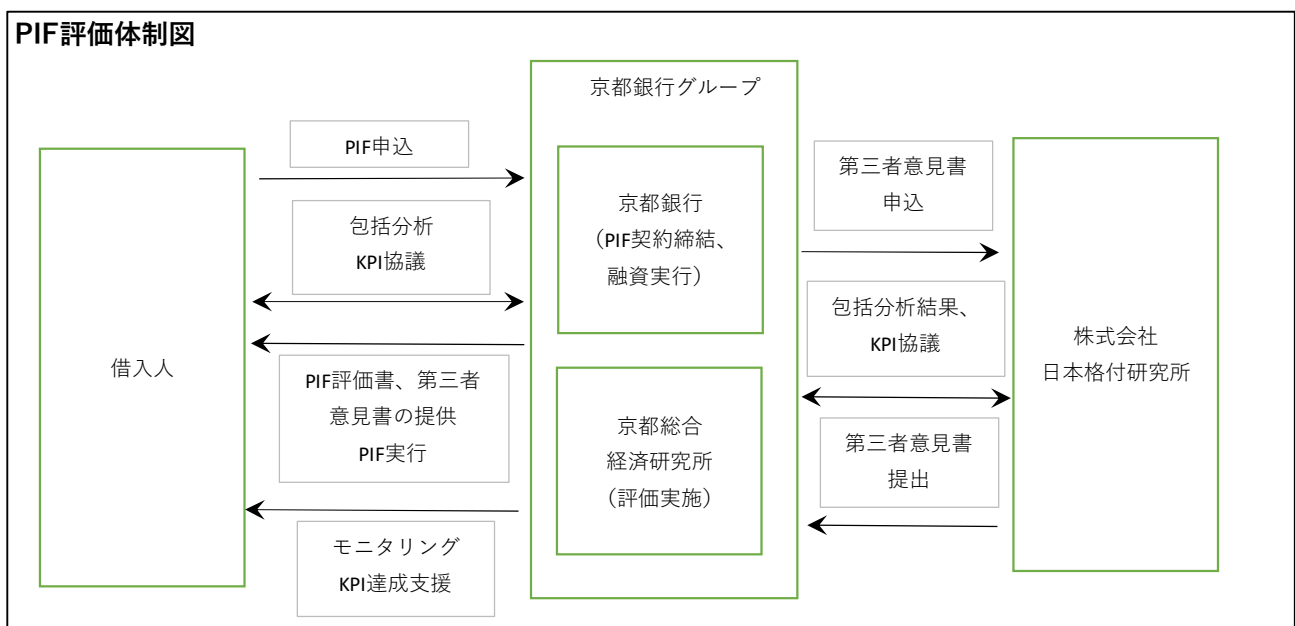 PIF評価体制図
京都銀行グループ
PIF申込
包括分析
KPI協議
PIF評価書、第三者
意見書の提供
PIF実行
モニタリング
KPI達成支援
借入人
京都銀行
（PIF契約締結、
融資実行）
京都総合
経済研究所
（評価実施）
第三者意見書
申込
包括分析結果、
KPI協議
第三者意見書
提出
株式会社
日本格付研究所